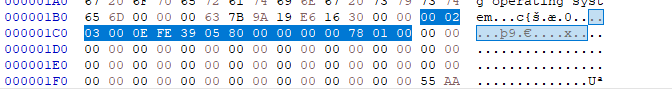 000001A0 67 20 6F 70 65 72 61 74 69 6E 67 20 73 79 73 74 g operating syst
000001B0 65 6D 00 00 00 63 7B 9A 19 E6 16 30 00 00 00 02 em...c{š.æ.0....
000001C0 03 00 0E FE 39 05 80 00 00 00 00 78 01 00 00 00 ...þ9.€....x....
000001D0 00 00 00 00 00 00 00 00 00 00 00 00 00 00 00 00 ................
000001E0 00 00 00 00 00 00 00 00 00 00 00 00 00 00 00 00 ................
000001F0 00 00 00 00 00 00 00 00 00 00 00 00 00 00 55 AA ..............Uª